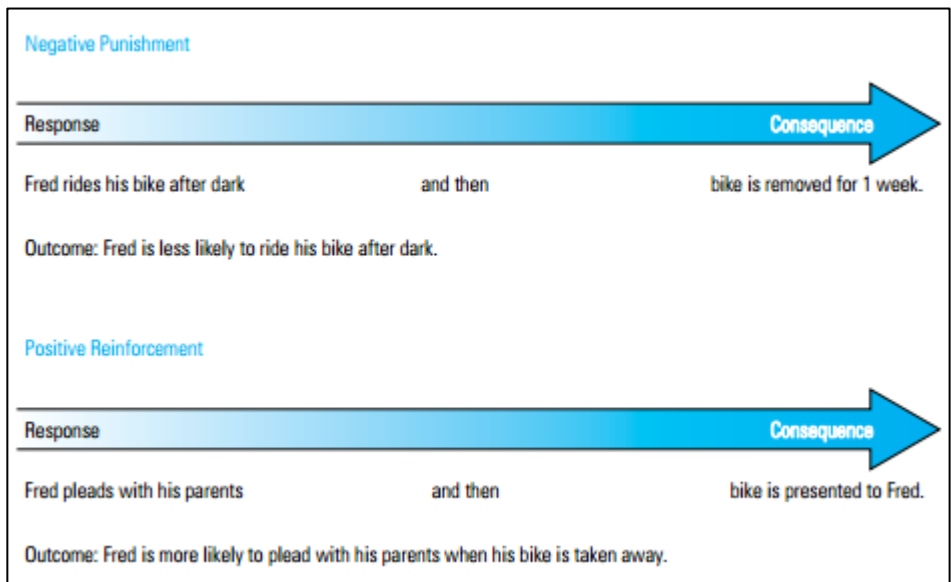 Negative Punishment
Response Consequence
Fred rides his bike after dark and then bike is removed for 1 week.
Outcome: Fred is less likely to ride his bike after dark.
Positive Reinforcement
Response Consequence
Fred pleads with his parents and then bike is presented to Fred.
Outcome: Fred is more likely to plead with his parents when his bike is taken away.